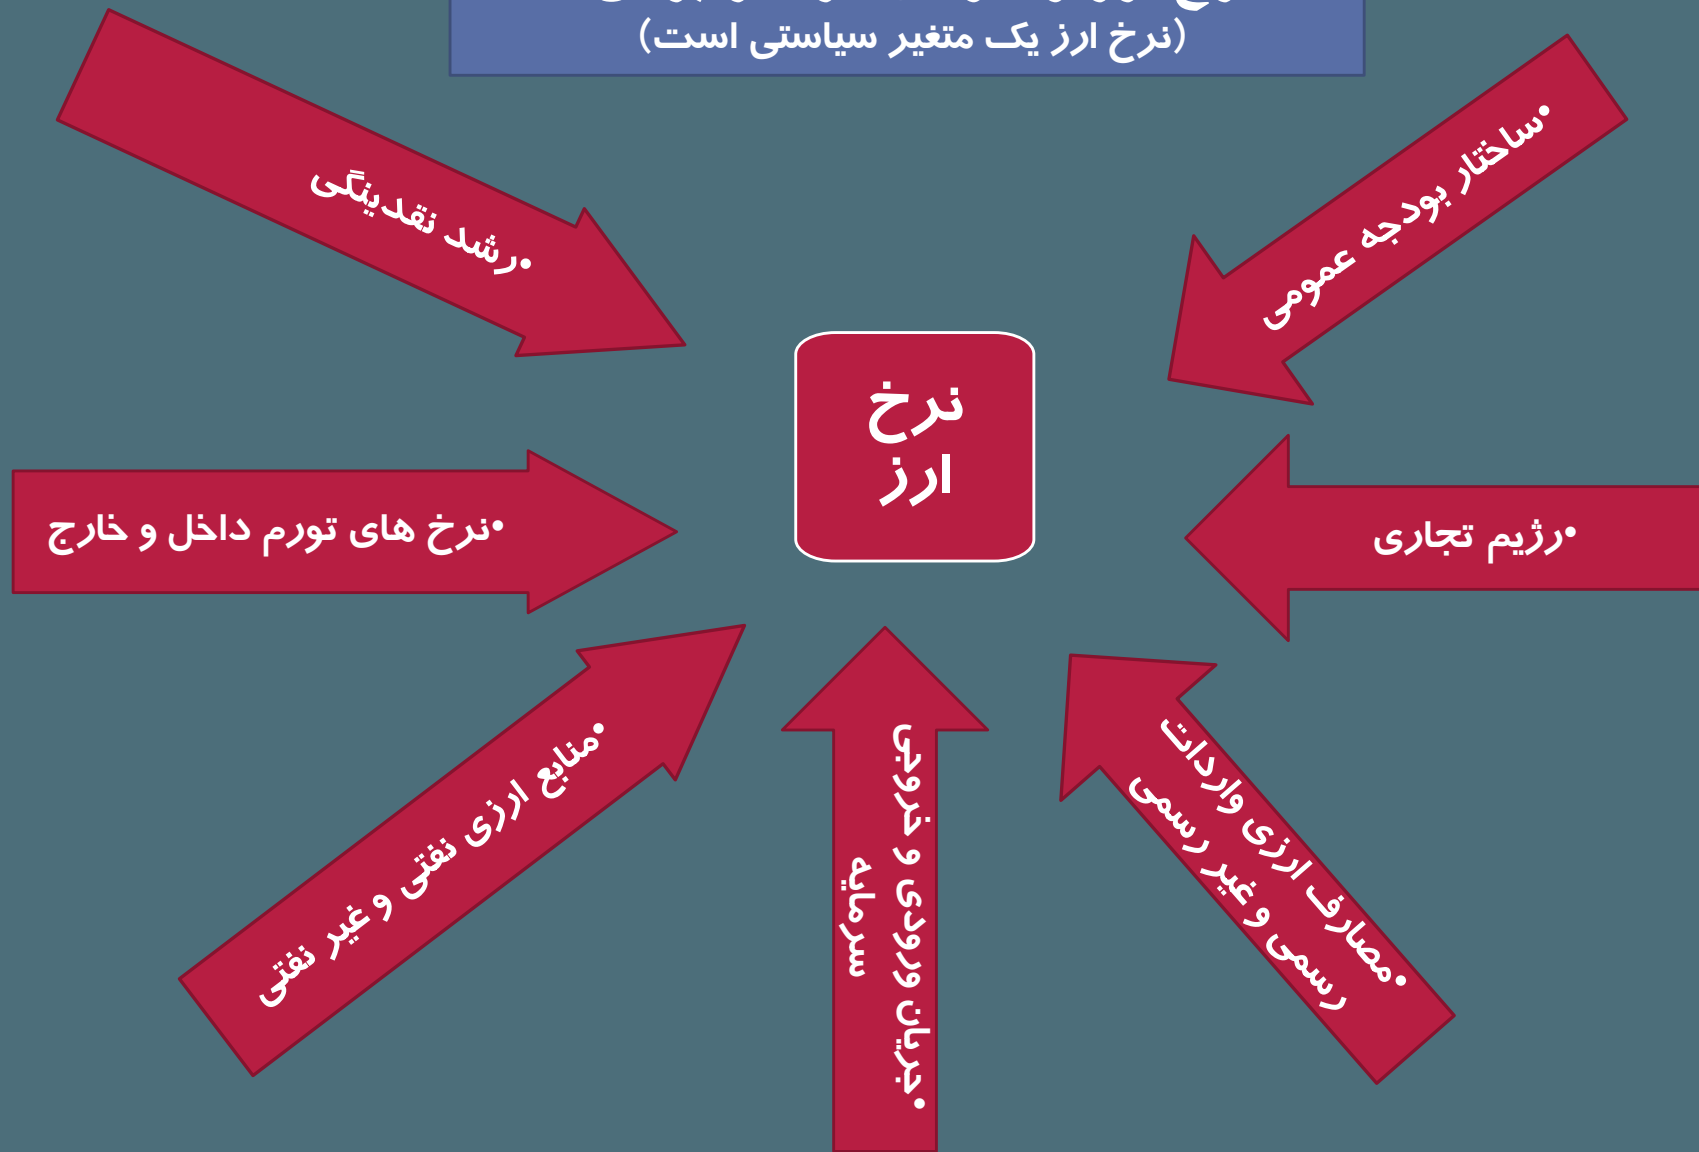 (نرخ ارز یک متغیر سیاستی است)
•ساختار بودجه عمومی
•رشد نقدینگی
نرخ
ارز
•رژیم تجاری
•نرخ های تورم داخل و خارج
•مصارف ارزی واردات
رسمی و غیر رسمی
•جریان ورودی و خروجی
سرمایه
•منابع ارزی نفتی و غیر نفتی